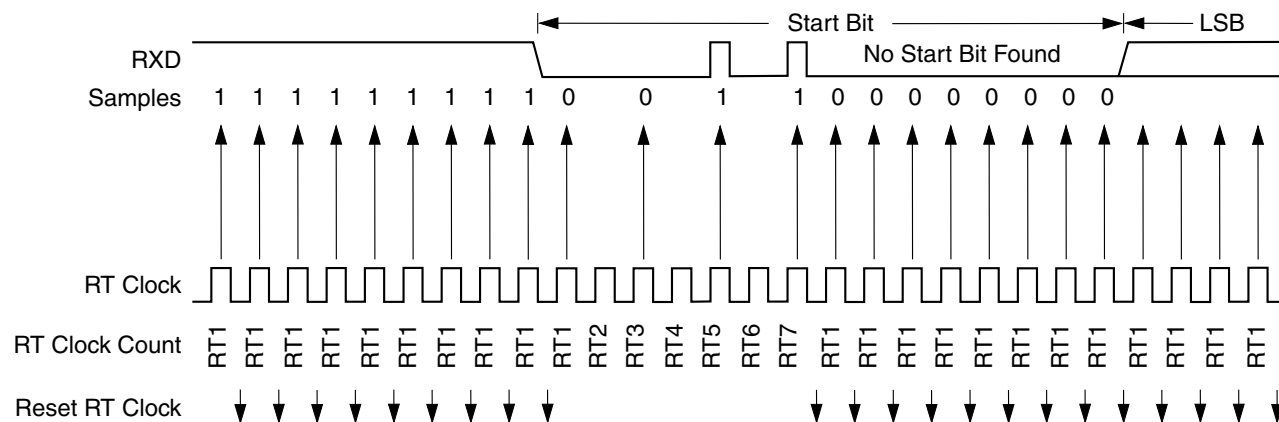 Start Bit LSB
RXD No Start Bit Found
Samples 1 1 1 1 1 1 1 1 1 0 0 1 1 0 0 0 0 0 0 0 0
RT Clock
RT Clock Count RT1 RT1 RT1 RT1 RT1 RT1 RT1 RT1 RT1 RT1 RT2 RT3 RT4 RT5 RT6 RT7 RT1 RT1 RT1 RT1 RT1 RT1 RT1 RT1 RT1 RT1 RT1 RT1
Reset RT Clock